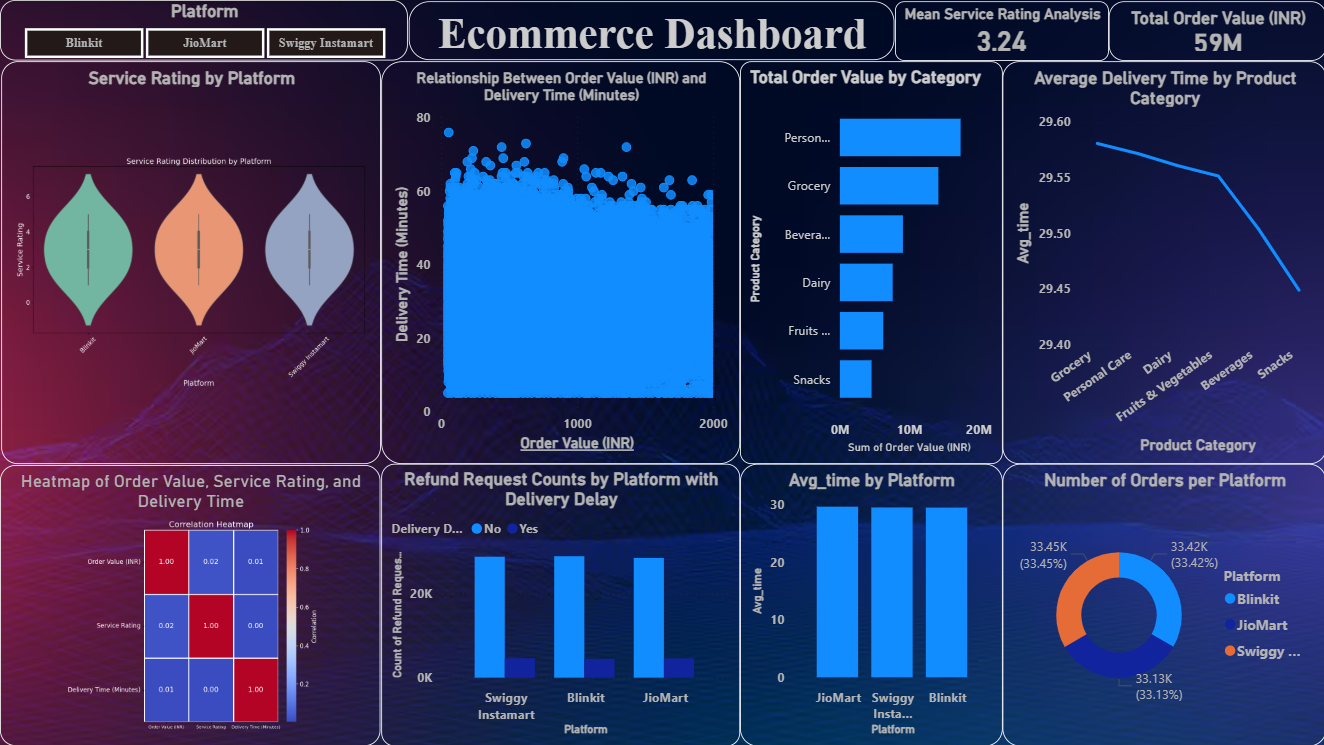 Platform
Blinkit
JioMart
Swiggy Instamart
Ecommerce Dashboard
Mean Service Rating Analysis
3.24
Total Order Value (INR)
59M
Service Rating by Platform
Service Rating Distribution by Platform
Service Rating
6
4
2
0
Blinkit
JioMart
Swiggy Instamart
Platform
Relationship Between Order Value (INR) and
Delivery Time (Minutes)
Delivery Time (Minutes)
80
60
40
20
0
0
1000
2000
Order Value (INR)
Total Order Value by Category
Product Category
Person...
Grocery
Bevera...
Dairy
Fruits ...
Snacks
0M
10M
20M
Sum of Order Value (INR)
Average Delivery Time by Product
Category
Avg_time
29.60
29.55
29.50
29.45
29.40
Grocery
Personal Care
Dairy
Fruits & Vegetables
Beverages
Snacks
Product Category
Heatmap of Order Value, Service Rating, and
Delivery Time
Correlation Heatmap
Order Value (INR)
1.00
0.02
0.01
Service Rating
0.02
1.00
0.00
Delivery Time (Minutes)
0.01
0.00
1.00
Order Value (INR)
Service Rating
Delivery Time (Minutes)
1.0
0.8
0.6
0.4
0.2
Correlation
Refund Request Counts by Platform with
Delivery Delay
Delivery D...
No
Yes
Count of Refund Reques...
20K
0K
Swiggy
Instamart
Blinkit
JioMart
Platform
Avg_time by Platform
Avg_time
30
20
10
0
JioMart
Swiggy
Insta...
Blinkit
Platform
Number of Orders per Platform
33.45K
(33.45%)
33.42K
(33.42%)
33.13K
(33.13%)
Platform
Blinkit
JioMart
Swiggy ...